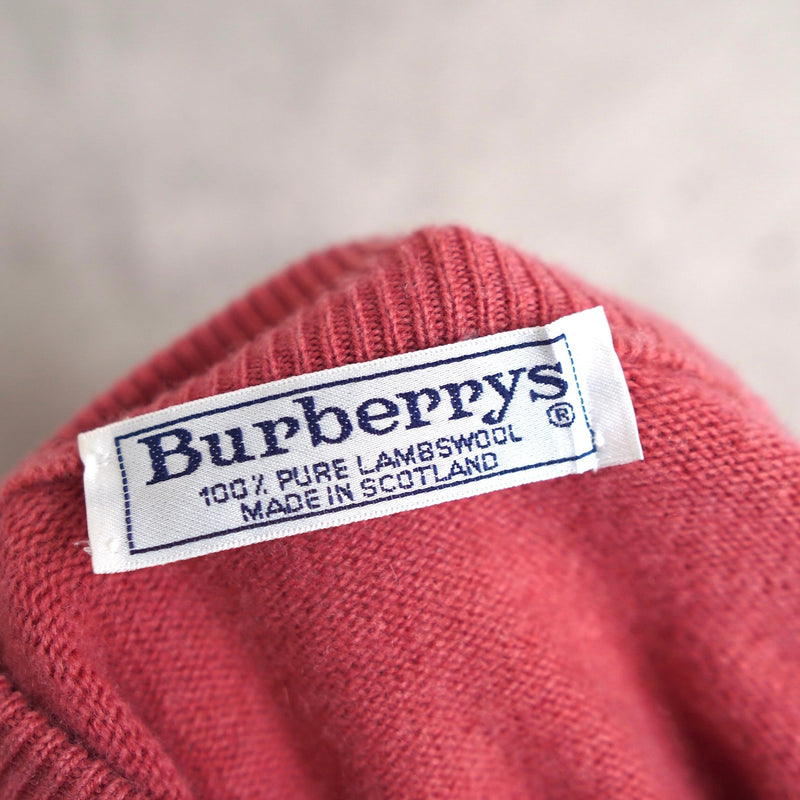 Burberrys®
100% PURE LAMBSWOOL
MADE IN SCOTLAND